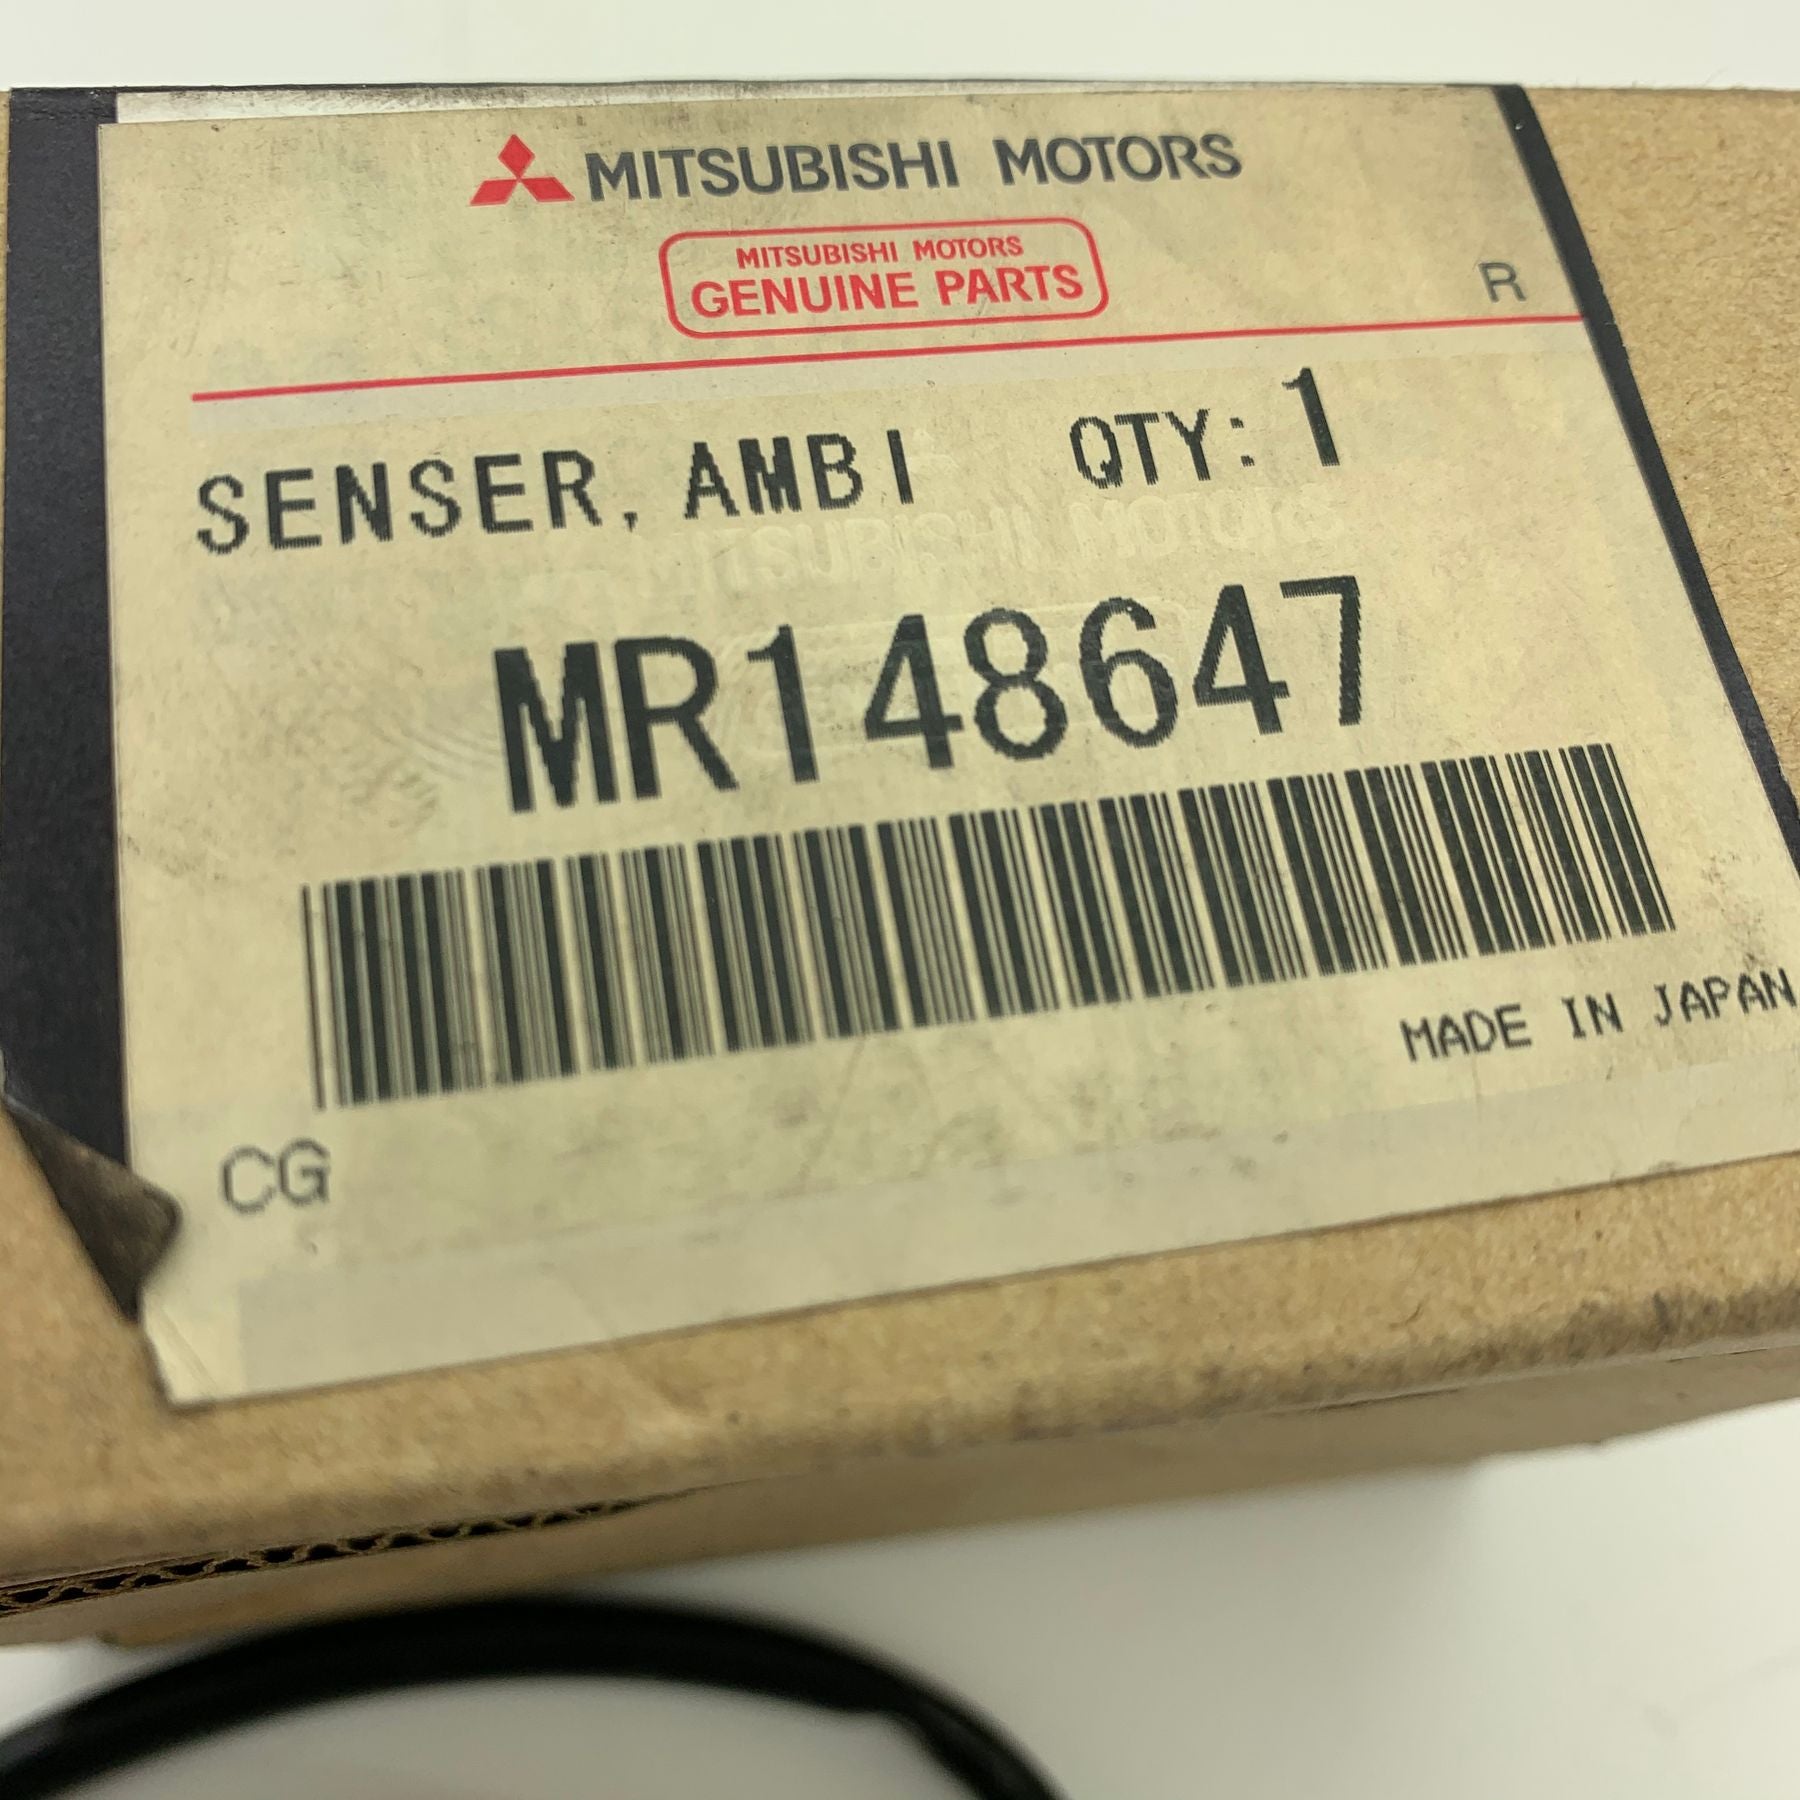 MITSUBISHI MOTORS
MITSUBISHI MOTORS
GENUINE PARTS
R
SENSER, AMBI QTY: 1
MR148647
MADE IN JAPAN
CG